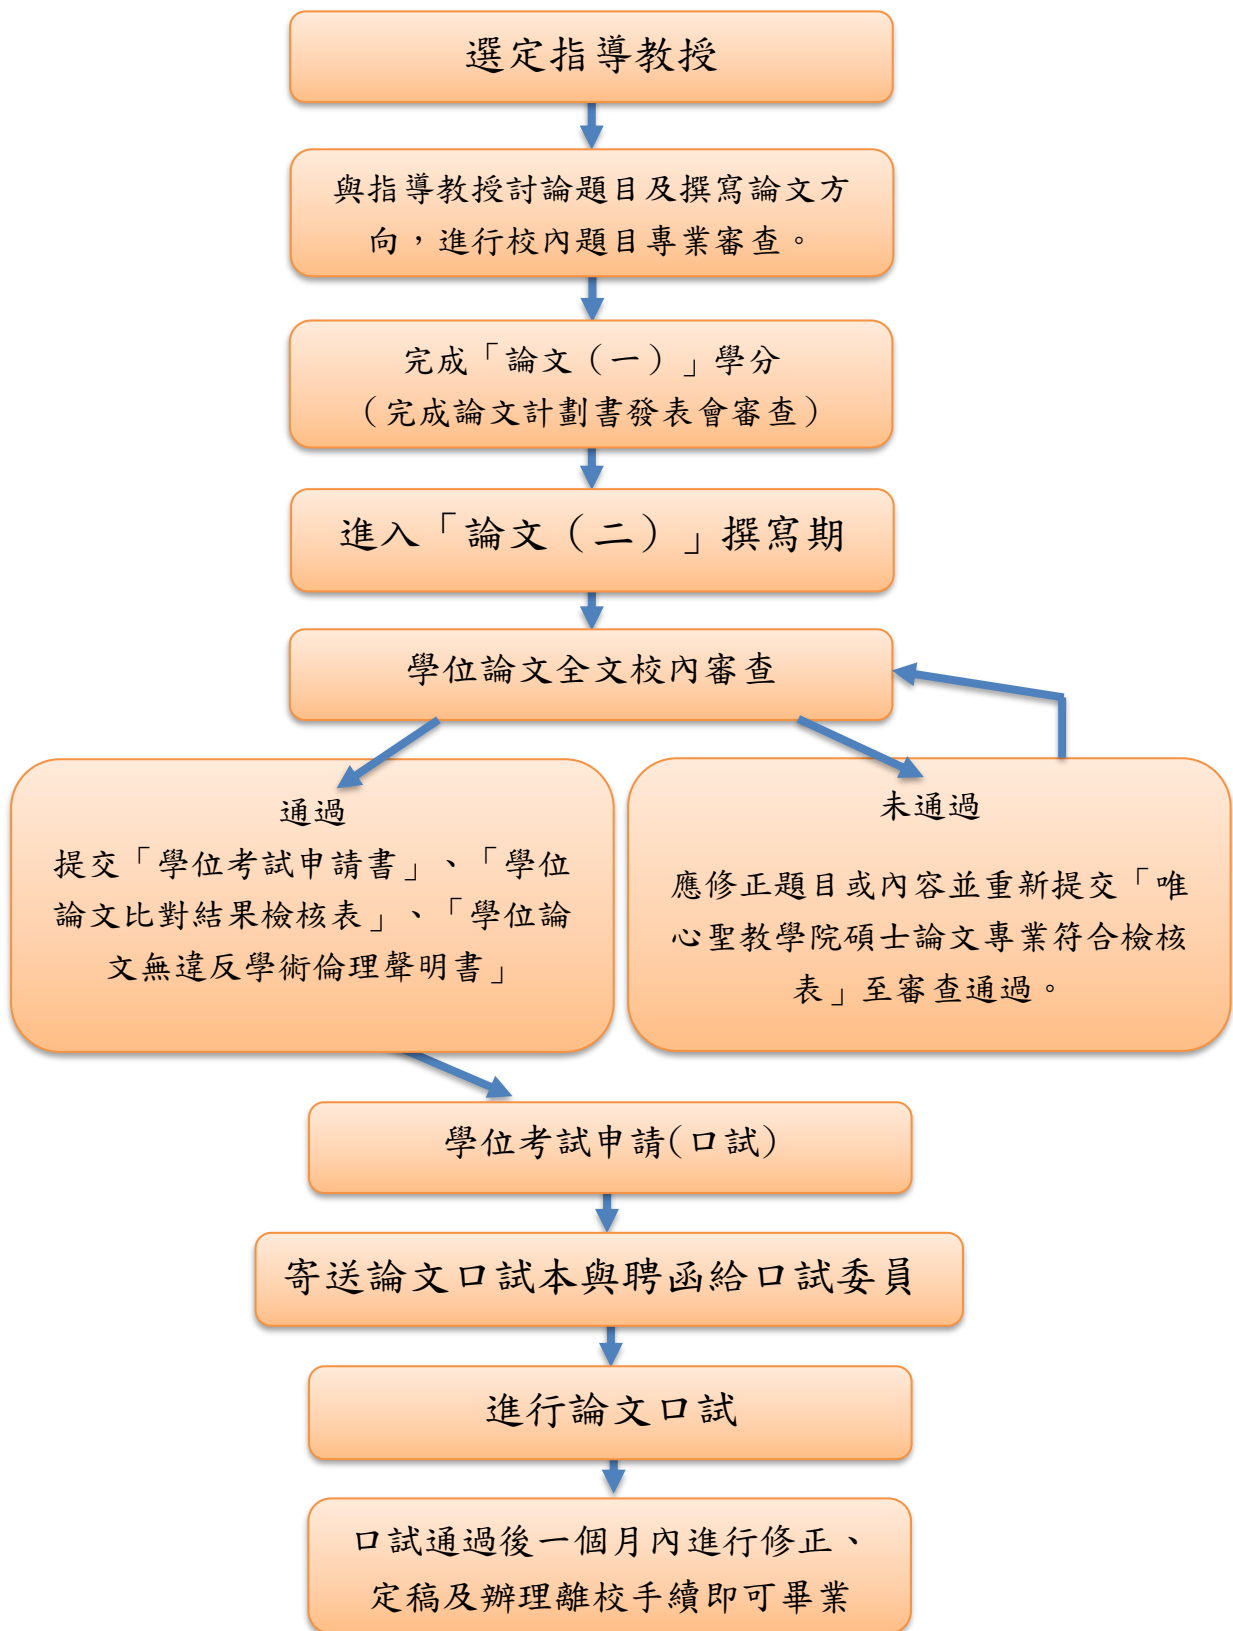 選定指導教授
與指導教授討論題目及撰寫論文方
向，進行校內題目專業審查。
完成「論文（一）」學分
（完成論文計劃書發表會審查）
進入「論文（二）」撰寫期
學位論文全文校內審查
通過
提交「學位考試申請書」、「學位
論文比對結果檢核表」、「學位論
文無違反學術倫理聲明書」
未通過
應修正題目或內容並重新提交「唯
心聖教學院碩士論文專業符合檢核
表」至審查通過。
學位考試申請(口試)
寄送論文口試本與聘函給口試委員
進行論文口試
口試通過後一個月內進行修正、
定稿及辦理離校手續即可畢業